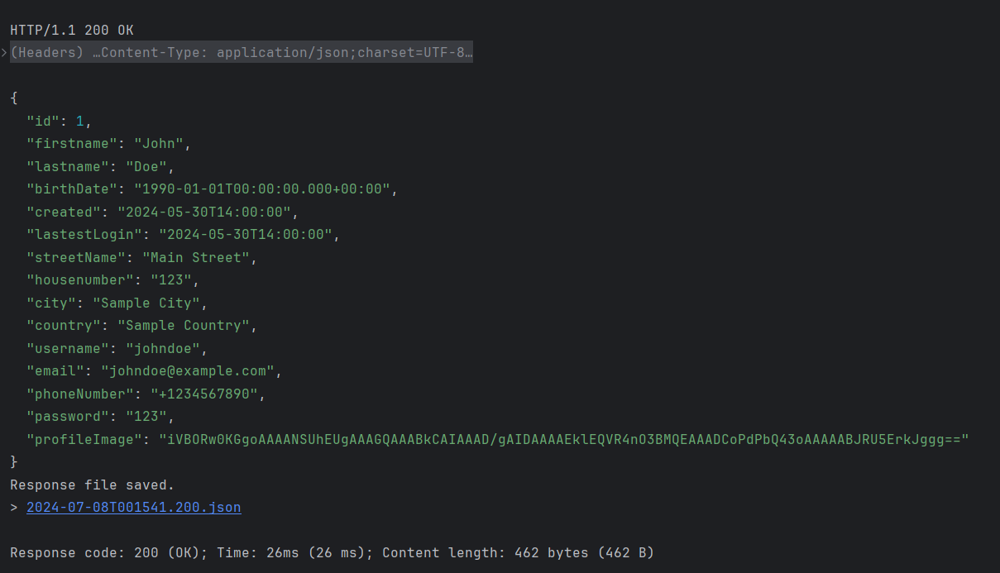 HTTP/1.1 200 OK
(Headers) …Content-Type: application/json;charset=UTF-8…
{
"id": 1,
"firstname": "John",
"lastname": "Doe",
"birthDate": "1990-01-01T00:00:00.000+00:00",
"created": "2024-05-30T14:00:00",
"lastestLogin": "2024-05-30T14:00:00",
"streetName": "Main Street",
"housenumber": "123",
"city": "Sample City",
"country": "Sample Country",
"username": "johndoe",
"email": "johndoe@example.com",
"phoneNumber": "+1234567890",
"password": "123",
"profileImage": "iVBORw0KGgoAAAANSUhEUgAAAGQAAABkCAIAAAD/gAIDAAAAEklEQVR4nO3BMQEAAADCoPdPbQ43oAAAAABJRU5ErkJggg=="
}
Response file saved.
> 2024-07-08T001541.200.json
Response code: 200 (OK); Time: 26ms (26 ms); Content length: 462 bytes (462 B)